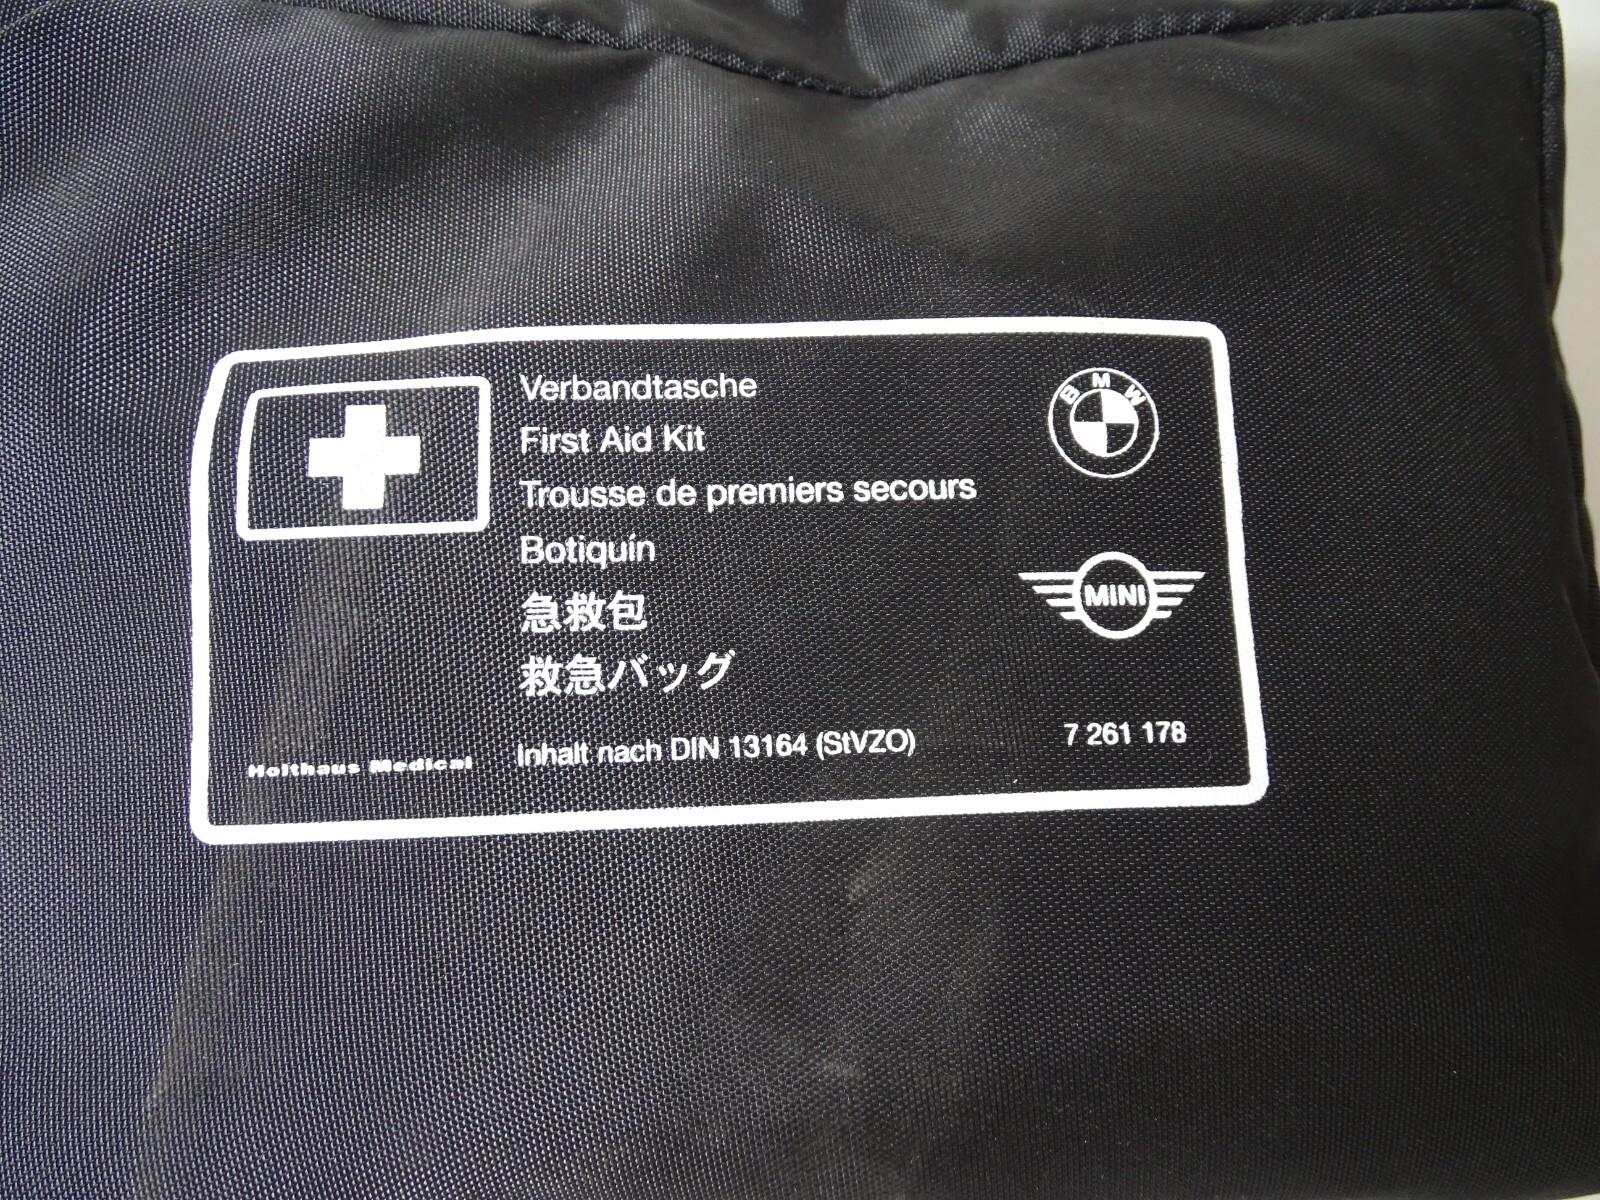 Verbandtasche
First Aid Kit
Trousse de premiers secours
Botiquín
急救包
救急バッグ
Inhalt nach DIN 13164 (StVZO)
Holthaus Medical
BMW
MINI
7 261 178